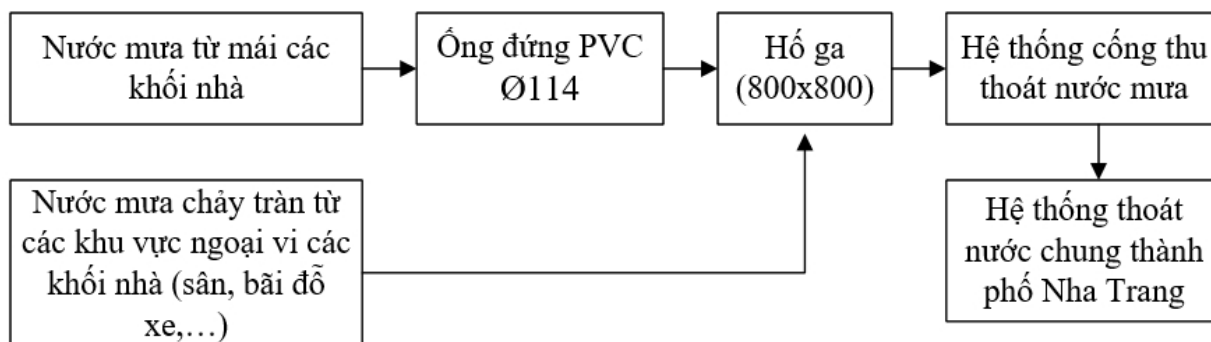 Nước mưa từ mái các
khối nhà
Ống đứng PVC
Ø114
Hố ga
(800x800)
Hệ thống cống thu
thoát nước mưa
Nước mưa chảy tràn từ
các khu vực ngoại vi các
khối nhà (sân, bãi đỗ
xe,…)
Hệ thống thoát
nước chung thành
phố Nha Trang